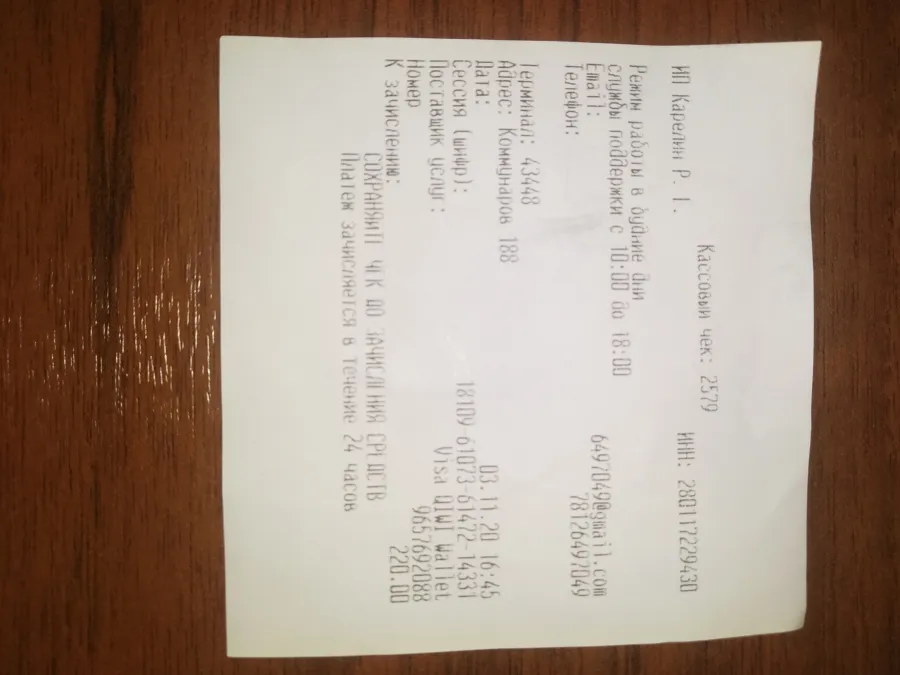 Кассовый чек: 2579
ИП Карелин Р. Г. ИНН: 280117229430
Режим работы в будние дни
службы поддержки с 10:00 до 18:00
Email: 6497049@gmail.com
Телефон: 78126497049
Терминал: 43448
Адрес: Коммунаров 188
Дата: 03.11.20 16:45
Сессия (шифр): 18109-61073-61472-14331
Поставщик услуг: Visa QIWI Wallet
Номер 9657692088
К зачислению: 220.00
СОХРАНЯЙТЕ ЧЕК ДО ЗАЧИСЛЕНИЯ СРЕДСТВ
Платеж зачисляется в течение 24 часов